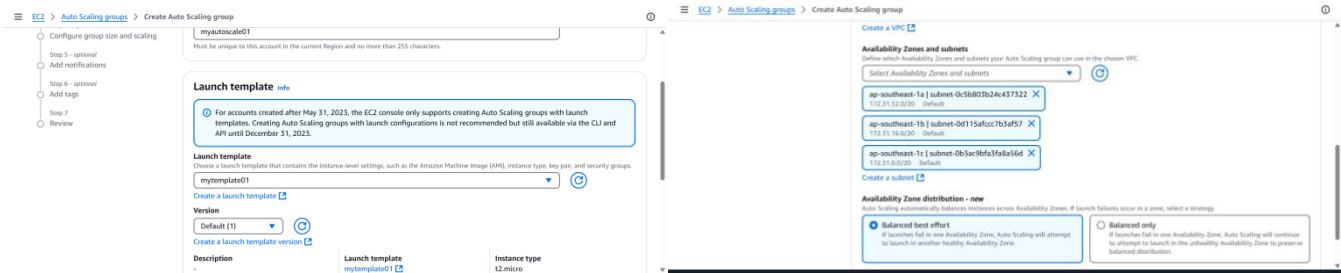 EC2 > Auto Scaling groups > Create Auto Scaling group
Configure group size and scaling
Step 5 - optional
Add notifications
Step 6 - optional
Add tags
Step 7
Review
myautoscale01
Must be unique to this account in the current Region and no more than 255 characters.
Launch template Info
For accounts created after May 31, 2023, the EC2 console only supports creating Auto Scaling groups with launch
templates. Creating Auto Scaling groups with launch configurations is not recommended but still available via the CLI and
API until December 31, 2023.
Launch template
Choose a launch template that contains the instance-level settings, such as the Amazon Machine Image (AMI), instance type, key pair, and security groups.
mytemplate01
Create a launch template
Version
Default (1)
Create a launch template version
Description
-
Launch template
mytemplate01
Instance type
t2.micro
EC2 > Auto Scaling groups > Create Auto Scaling group
Create a VPC
Availability Zones and subnets
Define which Availability Zones and subnets your Auto Scaling group can use in the chosen VPC.
Select Availability Zones and subnets
ap-southeast-1a | subnet-0c5b803b24c437322
172.31.32.0/20 Default
ap-southeast-1b | subnet-0d115afccc7b3af57
172.31.16.0/20 Default
ap-southeast-1c | subnet-0b3ac9bfa3fa8a56d
172.31.0.0/20 Default
Create a subnet
Availability Zone distribution - new
Auto Scaling automatically balances instances across Availability Zones. If launch failures occur in a zone, select a strategy.
Balanced best effort
If launches fail in one Availability Zone, Auto Scaling will attempt
to launch in another healthy Availability Zone.
Balanced only
If launches fail in one Availability Zone, Auto Scaling will continue
to attempt to launch in the unhealthy Availability Zone to preserve
balanced distribution.